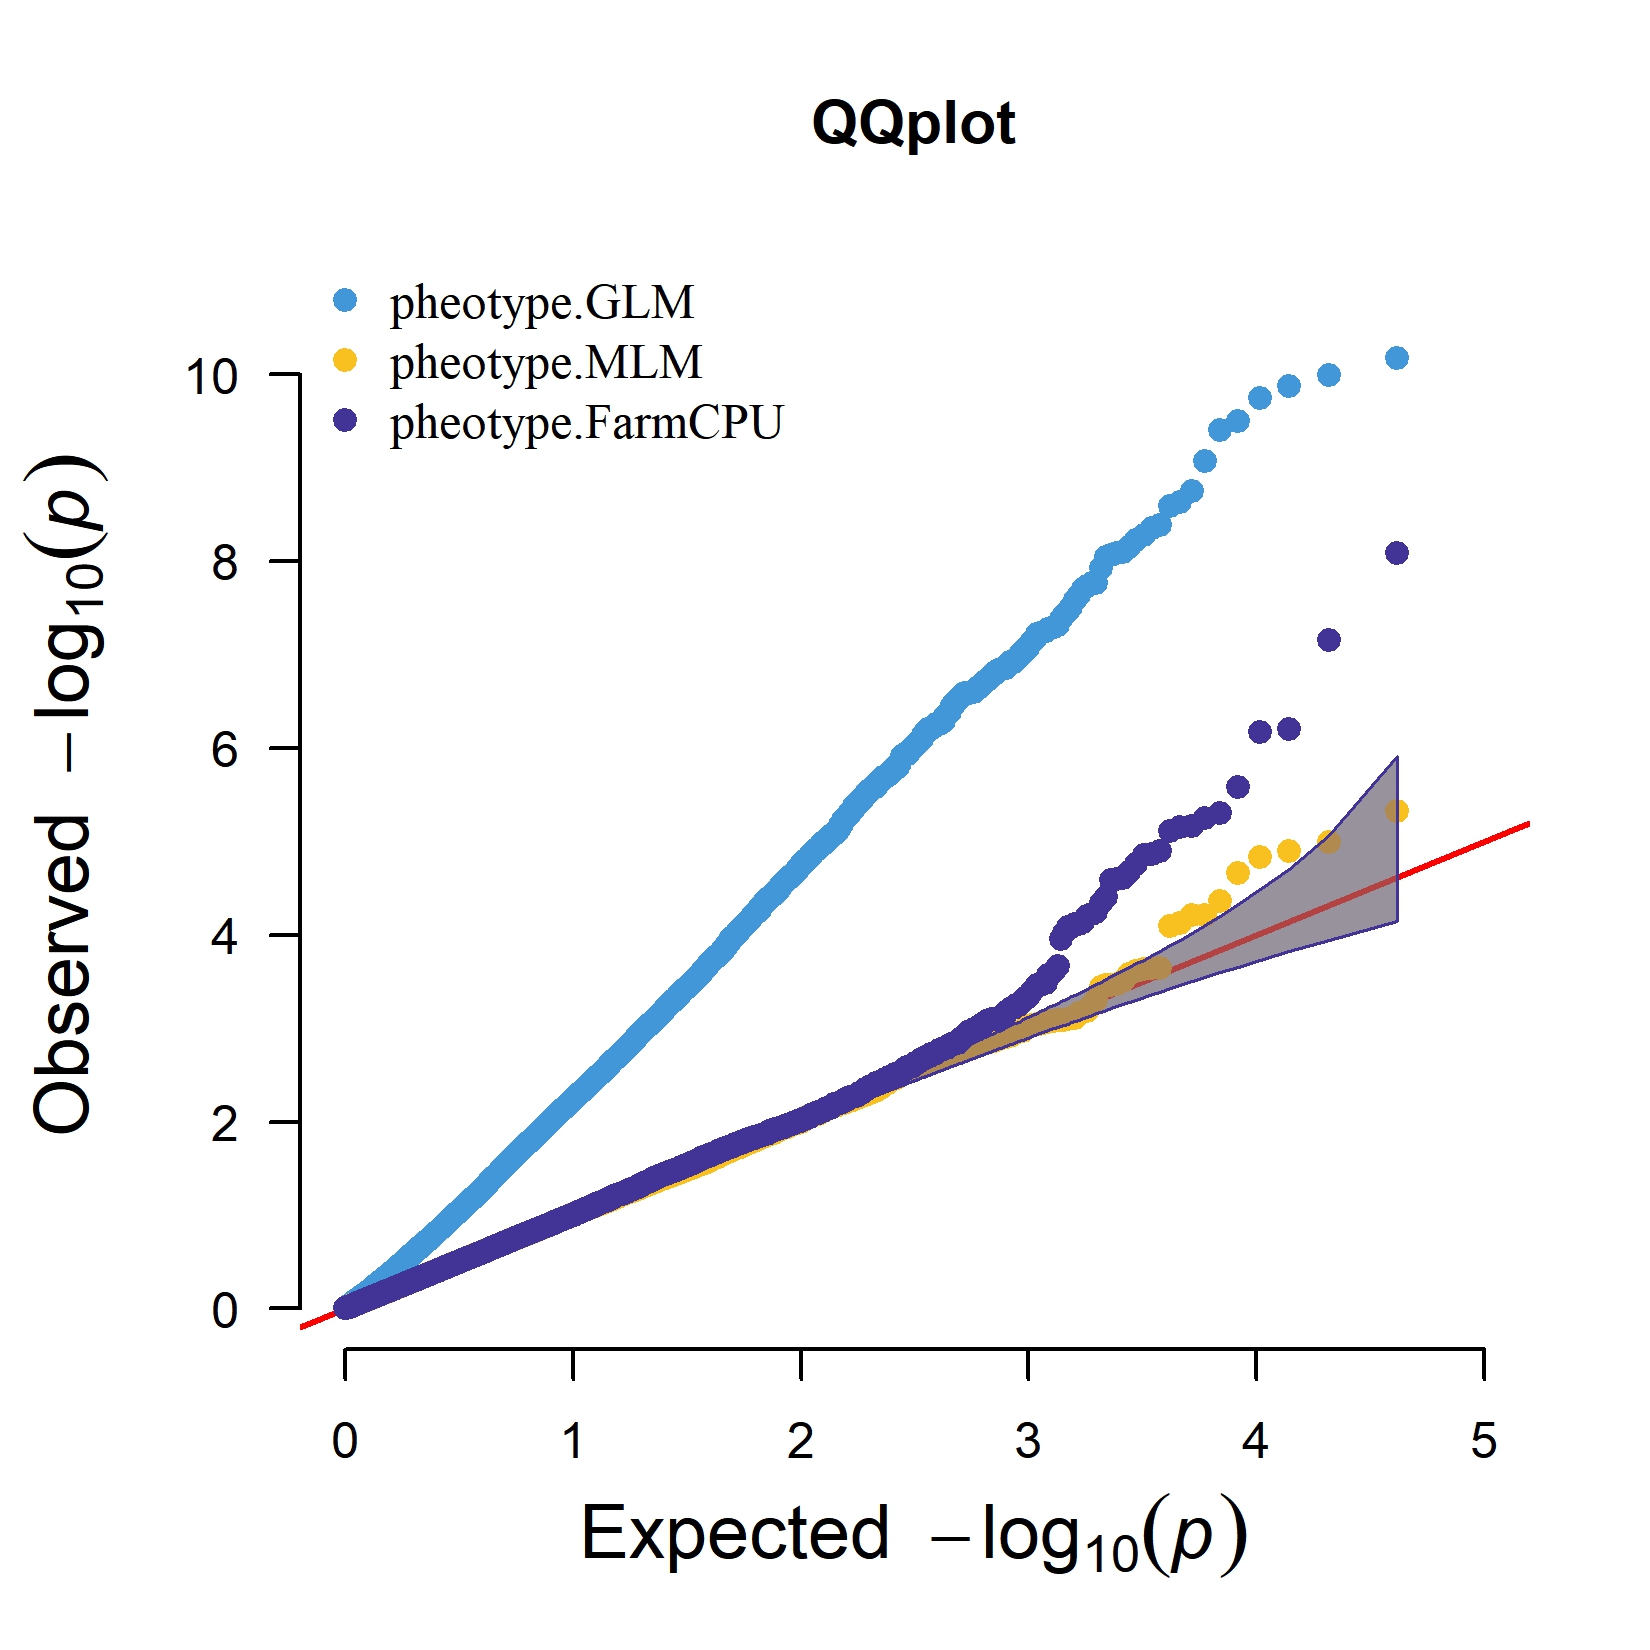 QQplot
pheotype.GLM
pheotype.MLM
pheotype.FarmCPU
10
8
6
4
2
0
Observed −log₁₀(p)
0 1 2 3 4 5
Expected −log₁₀(p)